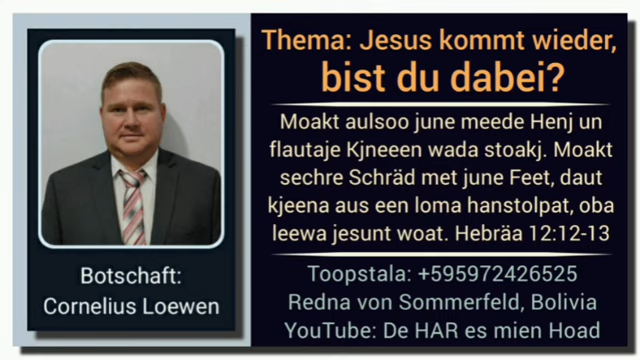 Botschaft:
Cornelius Loewen
Thema: Jesus kommt wieder,
bist du dabei?
Moakt aulsoo june meede Henj un
flautaje Kjneeen wada stoakj. Moakt
sechre Schräd met june Feet, daut
kjeena aus een loma hanstolpat, oba
leewa jesunt woat. Hebräa 12:12-13
Toopstala: +595972426525
Redna von Sommerfeld, Bolivia
YouTube: De HAR es mien Hoad